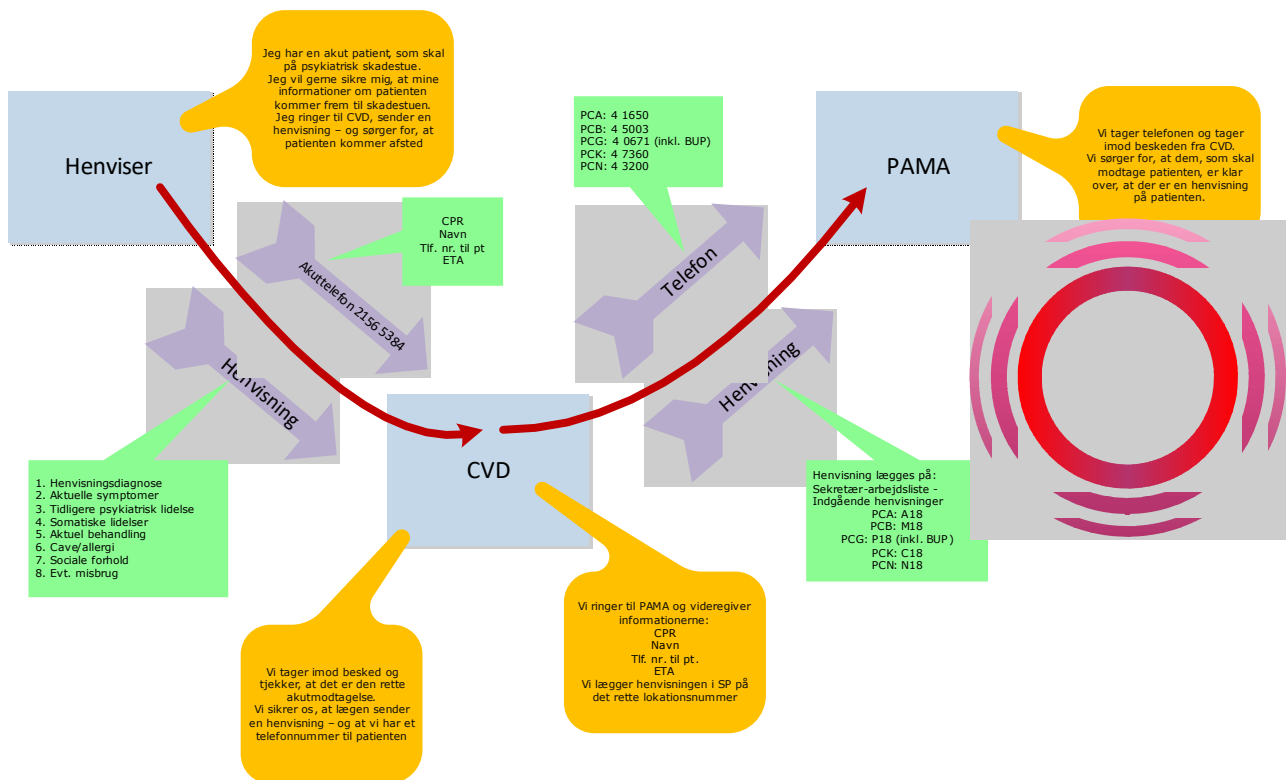 Jeg har en akut patient, som skal
på psykiatrisk skadestue.
Jeg vil gerne sikre mig, at mine
informationer om patienten
kommer frem til skadestuen.
Jeg ringer til CVD, sender en
henvisning – og sørger for, at
patienten kommer afsted
Henviser
CPR
Navn
Tlf. nr. til pt
ETA
Akuttelefon 2156 5384
Henvisning
1. Henvisningsdiagnose
2. Aktuelle symptomer
3. Tidligere psykiatrisk lidelse
4. Somatiske lidelser
5. Aktuel behandling
6. Cave/allergi
7. Sociale forhold
8. Evt. misbrug
CVD
Vi tager imod besked og
tjekker, at det er den rette
akutmodtagelse.
Vi sikrer os, at lægen sender
en henvisning – og at vi har et
telefonnummer til patienten
Vi ringer til PAMA og videregiver
informationerne:
CPR
Navn
Tlf. nr. til pt.
ETA
Vi lægger henvisningen i SP på
det rette lokationsnummer
PCA: 4 1650
PCB: 4 5003
PCG: 4 0671 (inkl. BUP)
PCK: 4 7360
PCN: 4 3200
Telefon
Henvisning
Henvisning lægges på:
Sekretær-arbejdsliste -
Indgående henvisninger
PCA: A18
PCB: M18
PCG: P18 (inkl. BUP)
PCK: C18
PCN: N18
PAMA
Vi tager telefonen og tager
imod beskeden fra CVD.
Vi sørger for, at dem, som skal
modtage patienten, er klar
over, at der er en henvisning
på patienten.